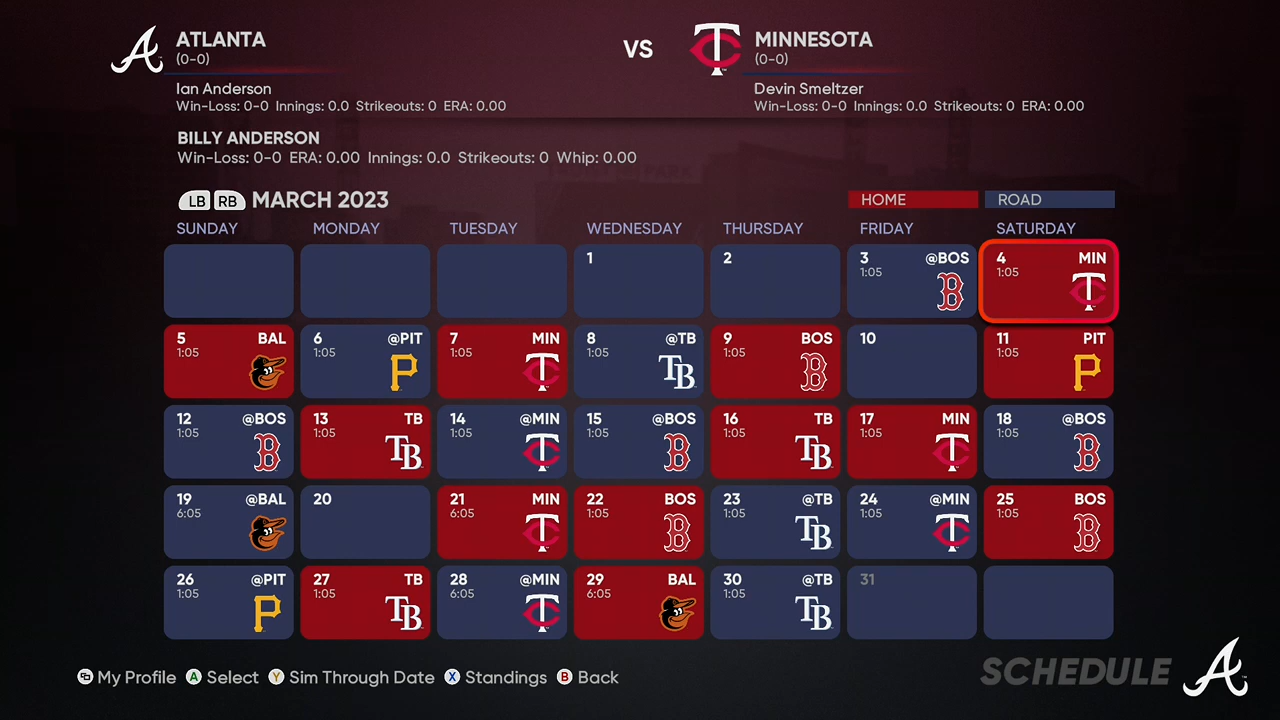 ATLANTA
(0-0)
Ian Anderson
Win-Loss: 0-0 Innings: 0.0 Strikeouts: 0 ERA: 0.00
VS
MINNESOTA
(0-0)
Devin Smeltzer
Win-Loss: 0-0 Innings: 0.0 Strikeouts: 0 ERA: 0.00
BILLY ANDERSON
Win-Loss: 0-0 ERA: 0.00 Innings: 0.0 Strikeouts: 0 Whip: 0.00
LB RB MARCH 2023
HOME ROAD
SUNDAY MONDAY TUESDAY WEDNESDAY THURSDAY FRIDAY SATURDAY
1 2 3 @BOS 4 MIN
1:05 1:05
5 BAL 6 @PIT 7 MIN 8 @TB 9 BOS 10 11 PIT
1:05 1:05 1:05 1:05 1:05 1:05
12 @BOS 13 TB 14 @MIN 15 @BOS 16 TB 17 MIN 18 @BOS
1:05 1:05 1:05 1:05 1:05 1:05 1:05
19 @BAL 20 21 MIN 22 BOS 23 @TB 24 @MIN 25 BOS
6:05 6:05 1:05 1:05 1:05 1:05
26 @PIT 27 TB 28 @MIN 29 BAL 30 @TB 31
1:05 1:05 6:05 6:05 1:05
My Profile A Select Y Sim Through Date X Standings B Back
SCHEDULE